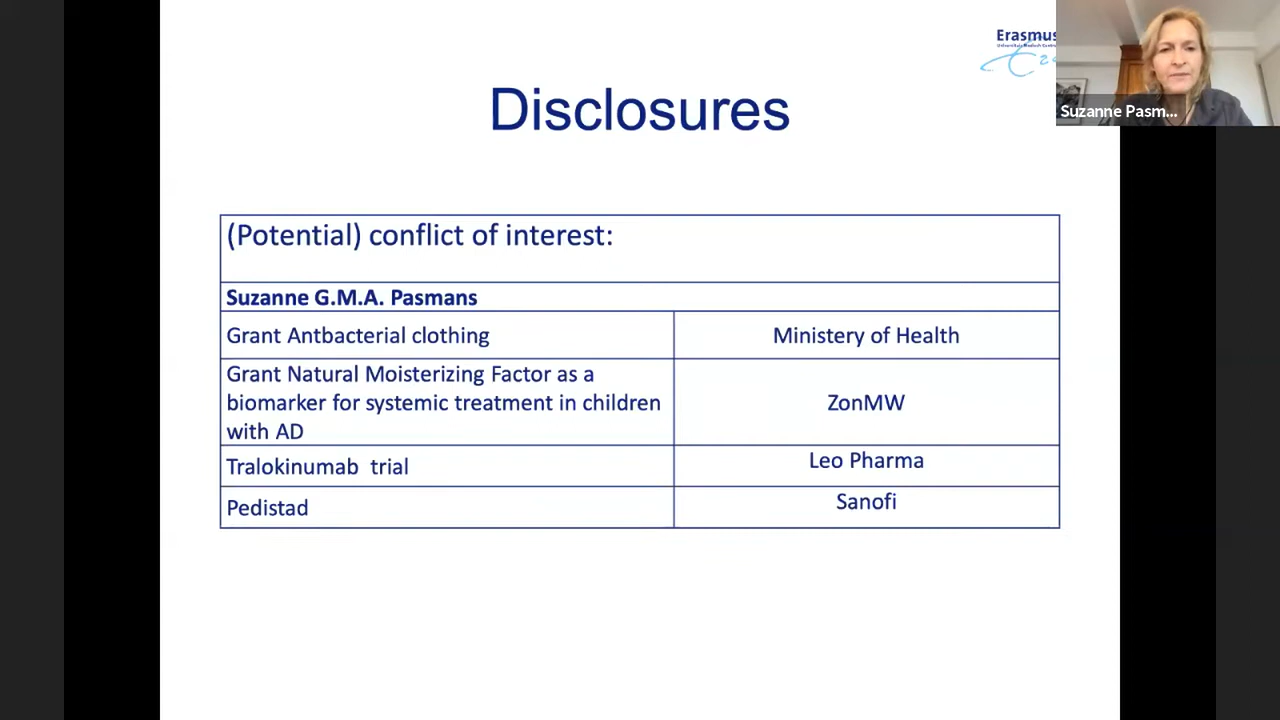 Erasmus
Suzanne Pasm...
Disclosures
(Potential) conflict of interest:
Suzanne G.M.A. Pasmans
Grant Antbacterial clothing
Ministery of Health
Grant Natural Moisterizing Factor as a
biomarker for systemic treatment in children
with AD
ZonMW
Tralokinumab trial
Leo Pharma
Pedistad
Sanofi